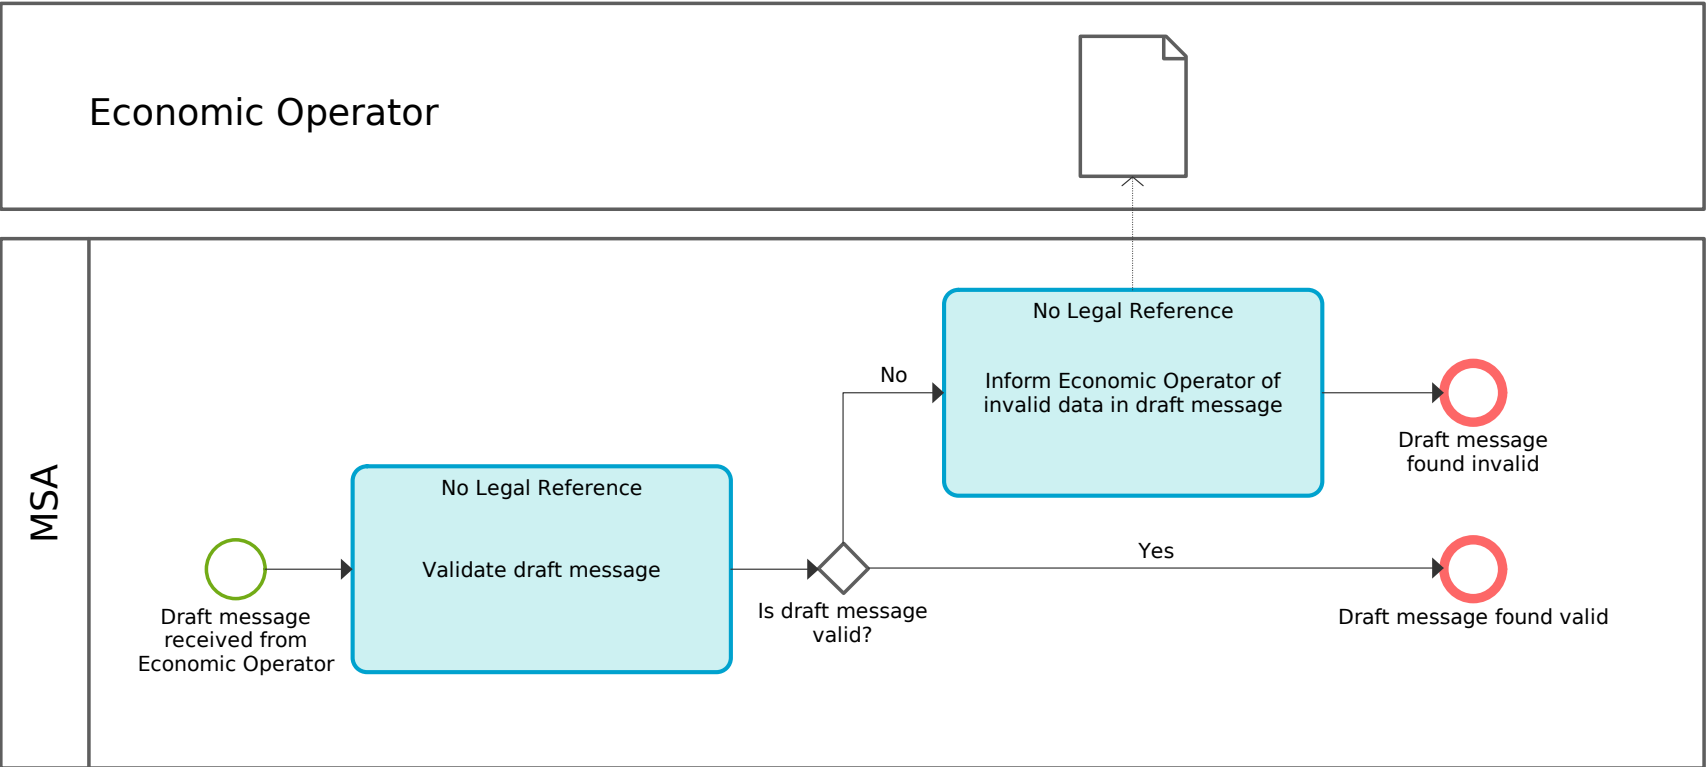 Economic Operator
MSA
No Legal Reference
Inform Economic Operator of
invalid data in draft message
No
Draft message
found invalid
No Legal Reference
Validate draft message
Yes
Draft message
received from
Economic Operator
Is draft message
valid?
Draft message found valid